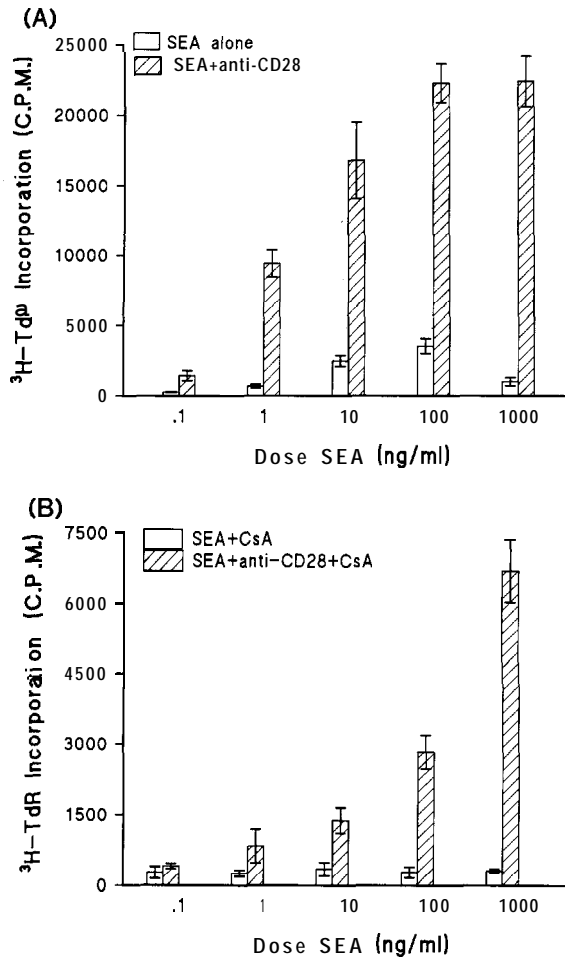 (A)
SEA alone
SEA+anti-CD28
25000
20000
15000
10000
5000
0
³H-Td Incorporation (C.P.M.)
.1 1 10 100 1000
Dose SEA (ng/ml)
(B)
SEA+CsA
SEA+anti-CD28+CsA
7500
6000
4500
3000
1500
0
³H-TdR Incorporation (C.P.M.)
.1 1 10 100 1000
Dose SEA (ng/ml)